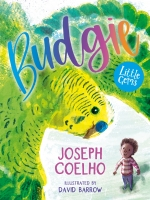 Budgie
Little
Gems
JOSEPH
COELHO
ILLUSTRATED BY
DAVID BARROW